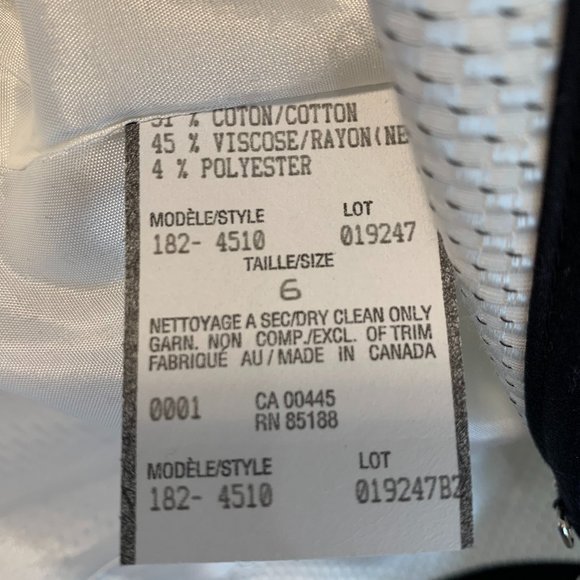 51 % COTON/COTTON
45 % VISCOSE/RAYON(NE
4 % POLYESTER
MODÈLE/STYLE LOT
182- 4510 019247
TAILLE/SIZE
6
NETTOYAGE A SEC/DRY CLEAN ONLY
GARN. NON COMP./EXCL. OF TRIM
FABRIQUÉ AU/MADE IN CANADA
0001 CA 00445
RN 85188
MODÈLE/STYLE LOT
182- 4510 019247B2